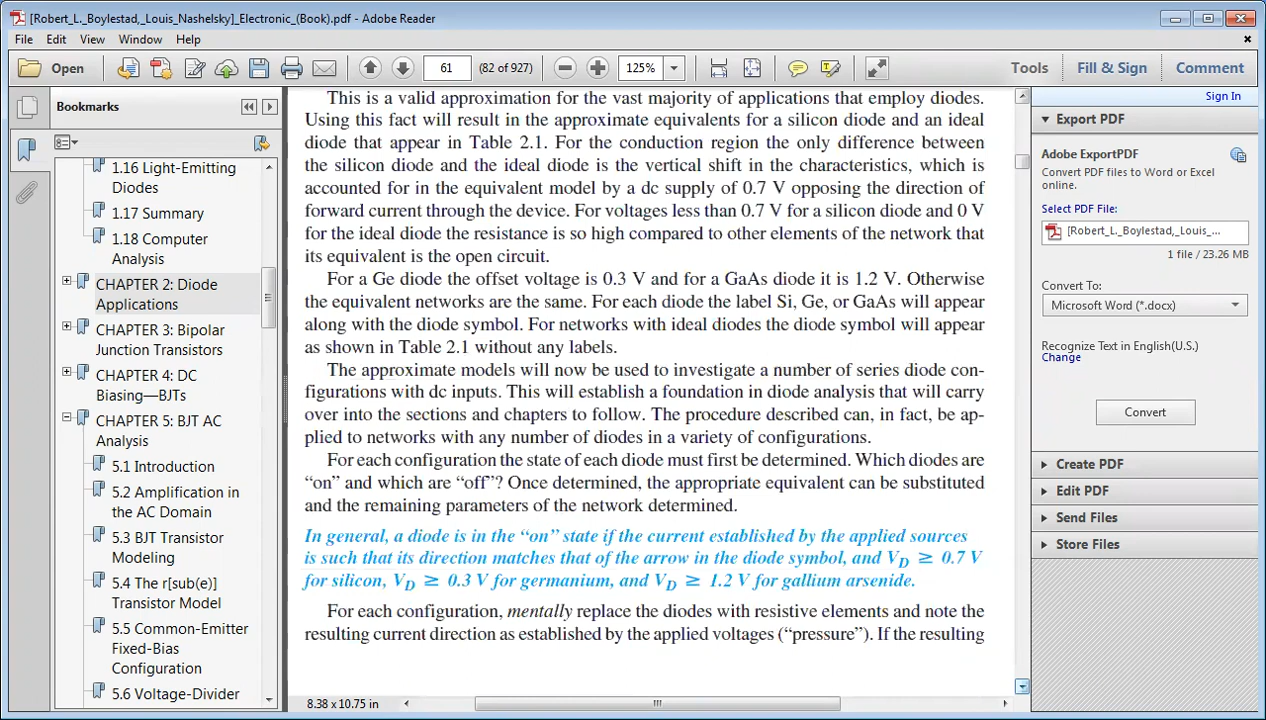 [Robert_L._Boylestad,_Louis_Nashelsky]_Electronic_(Book).pdf - Adobe Reader
File Edit View Window Help
Open
61 (82 of 927)
125%
Tools Fill & Sign Comment
Sign In
Bookmarks
1.16 Light-Emitting
Diodes
1.17 Summary
1.18 Computer
Analysis
CHAPTER 2: Diode
Applications
CHAPTER 3: Bipolar
Junction Transistors
CHAPTER 4: DC
Biasing—BJTs
CHAPTER 5: BJT AC
Analysis
5.1 Introduction
5.2 Amplification in
the AC Domain
5.3 BJT Transistor
Modeling
5.4 The r[sub(e)]
Transistor Model
5.5 Common-Emitter
Fixed-Bias
Configuration
5.6 Voltage-Divider
This is a valid approximation for the vast majority of applications that employ diodes.
Using this fact will result in the approximate equivalents for a silicon diode and an ideal
diode that appear in Table 2.1. For the conduction region the only difference between
the silicon diode and the ideal diode is the vertical shift in the characteristics, which is
accounted for in the equivalent model by a dc supply of 0.7 V opposing the direction of
forward current through the device. For voltages less than 0.7 V for a silicon diode and 0 V
for the ideal diode the resistance is so high compared to other elements of the network that
its equivalent is the open circuit.
For a Ge diode the offset voltage is 0.3 V and for a GaAs diode it is 1.2 V. Otherwise
the equivalent networks are the same. For each diode the label Si, Ge, or GaAs will appear
along with the diode symbol. For networks with ideal diodes the diode symbol will appear
as shown in Table 2.1 without any labels.
The approximate models will now be used to investigate a number of series diode con-
figurations with dc inputs. This will establish a foundation in diode analysis that will carry
over into the sections and chapters to follow. The procedure described can, in fact, be ap-
plied to networks with any number of diodes in a variety of configurations.
For each configuration the state of each diode must first be determined. Which diodes are
“on” and which are “off”? Once determined, the appropriate equivalent can be substituted
and the remaining parameters of the network determined.
In general, a diode is in the “on” state if the current established by the applied sources
is such that its direction matches that of the arrow in the diode symbol, and VD ≥ 0.7 V
for silicon, VD ≥ 0.3 V for germanium, and VD ≥ 1.2 V for gallium arsenide.
For each configuration, mentally replace the diodes with resistive elements and note the
resulting current direction as established by the applied voltages (“pressure”). If the resulting
8.38 x 10.75 in
Export PDF
Adobe ExportPDF
Convert PDF files to Word or Excel
online.
Select PDF File:
[Robert_L._Boylestad,_Louis_...
1 file / 23.26 MB
Convert To:
Microsoft Word (*.docx)
Recognize Text in English(U.S.)
Change
Convert
Create PDF
Edit PDF
Send Files
Store Files